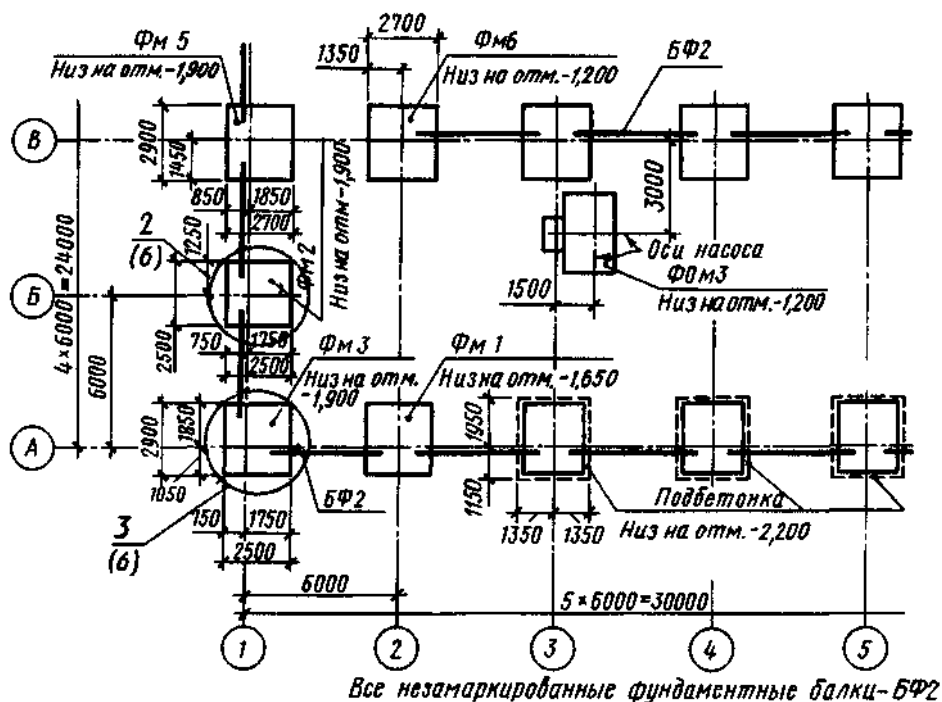 2700
1350
Фм 5
Низ на отм.-1,900
Фм6
Низ на отм.-1,200
БФ2
В
2900
1450
850
1850
2700
Низ на отм.-1,900
3000
2
(6)
1250
Фм 2
Оси насоса
ФОм3
Низ на отм.-1,200
1500
Б
4×6000=24000
6000
2500
750
1750
2500
Фм 3
Низ на отм.
-1,900
Фм 1
Низ на отм.-1,650
А
2900
1850
1050
1950
1150
БФ2
Подбетонка
Низ на отм.-2,200
3
(6)
150
1750
2500
1350
1350
6000
5×6000=30000
1
2
3
4
5
Все незамаркированные фундаментные балки-БФ2